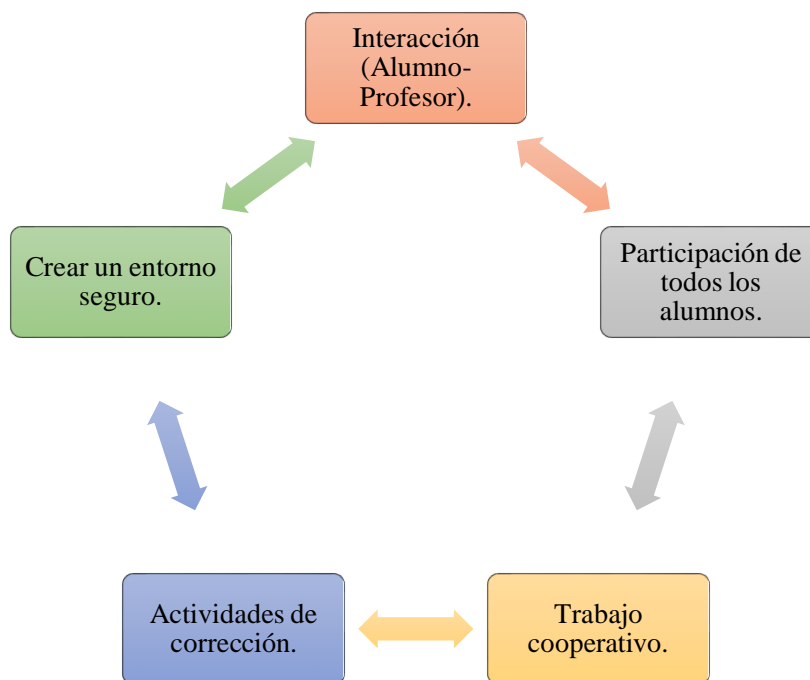 Interacción
(Alumno-
Profesor).
Participación de
todos los
alumnos.
Trabajo
cooperativo.
Actividades de
corrección.
Crear un entorno
seguro.